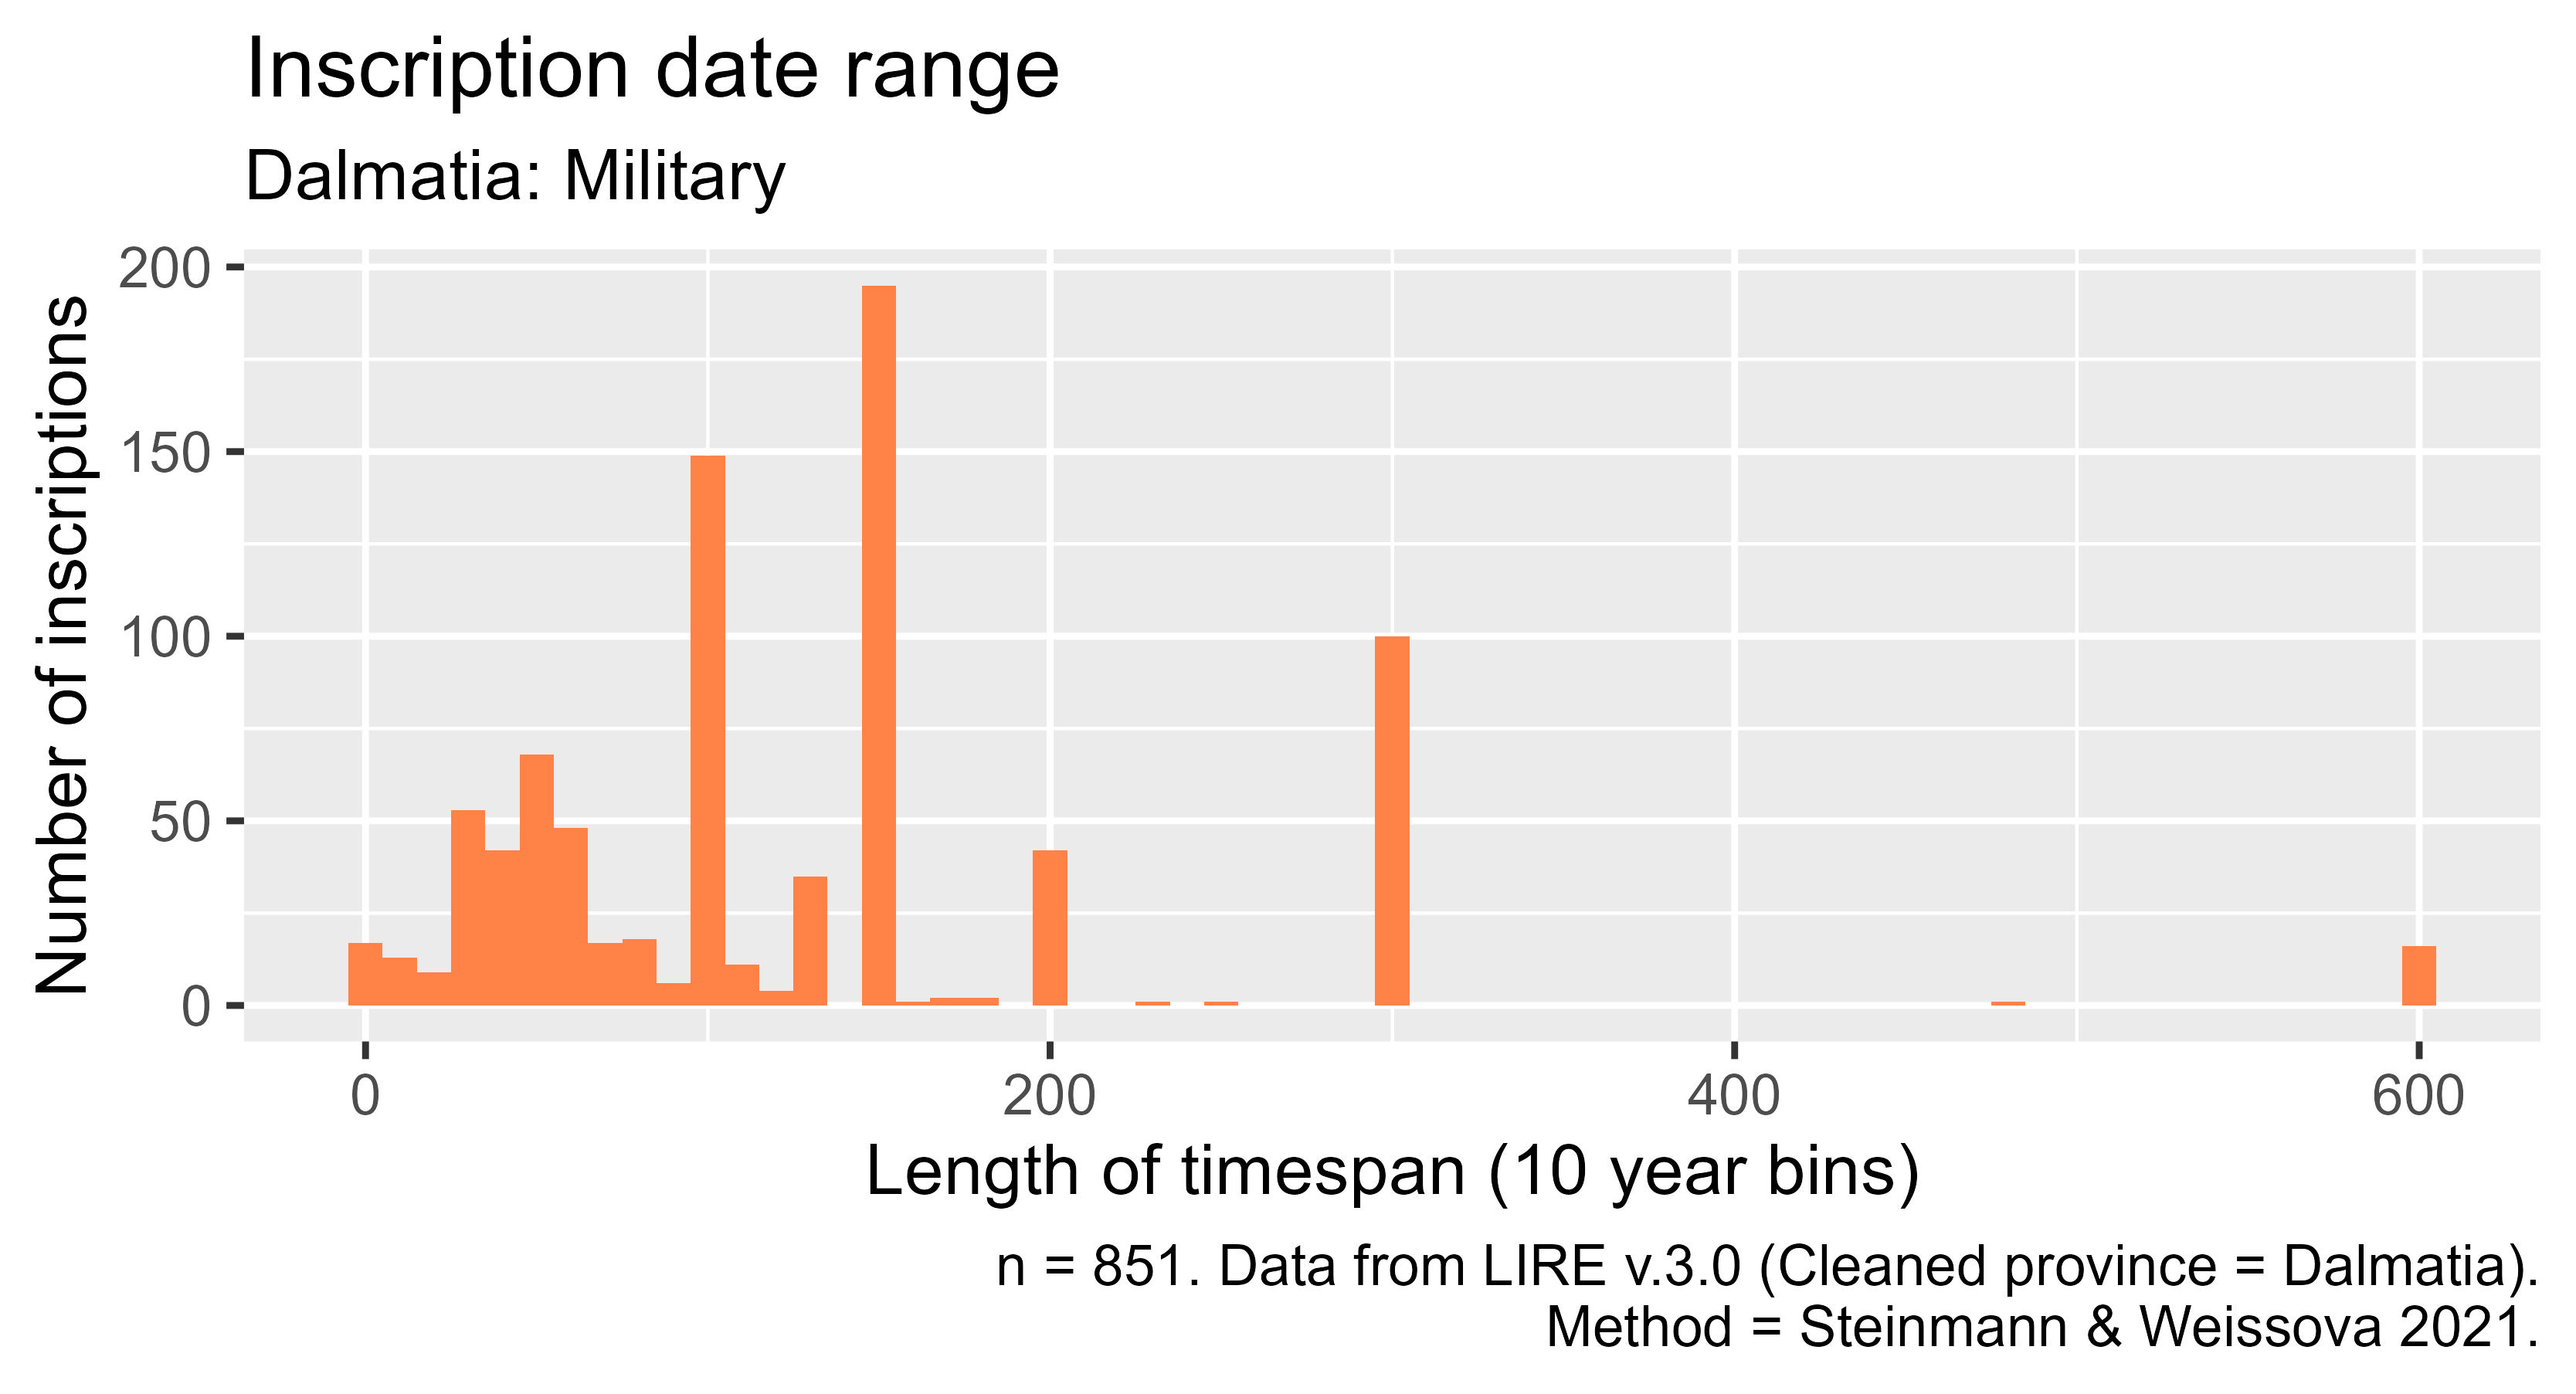 Inscription date range
Dalmatia: Military
200
150
100
50
0
Number of inscriptions
0 200 400 600
Length of timespan (10 year bins)
n = 851. Data from LIRE v.3.0 (Cleaned province = Dalmatia).
Method = Steinmann & Weissova 2021.